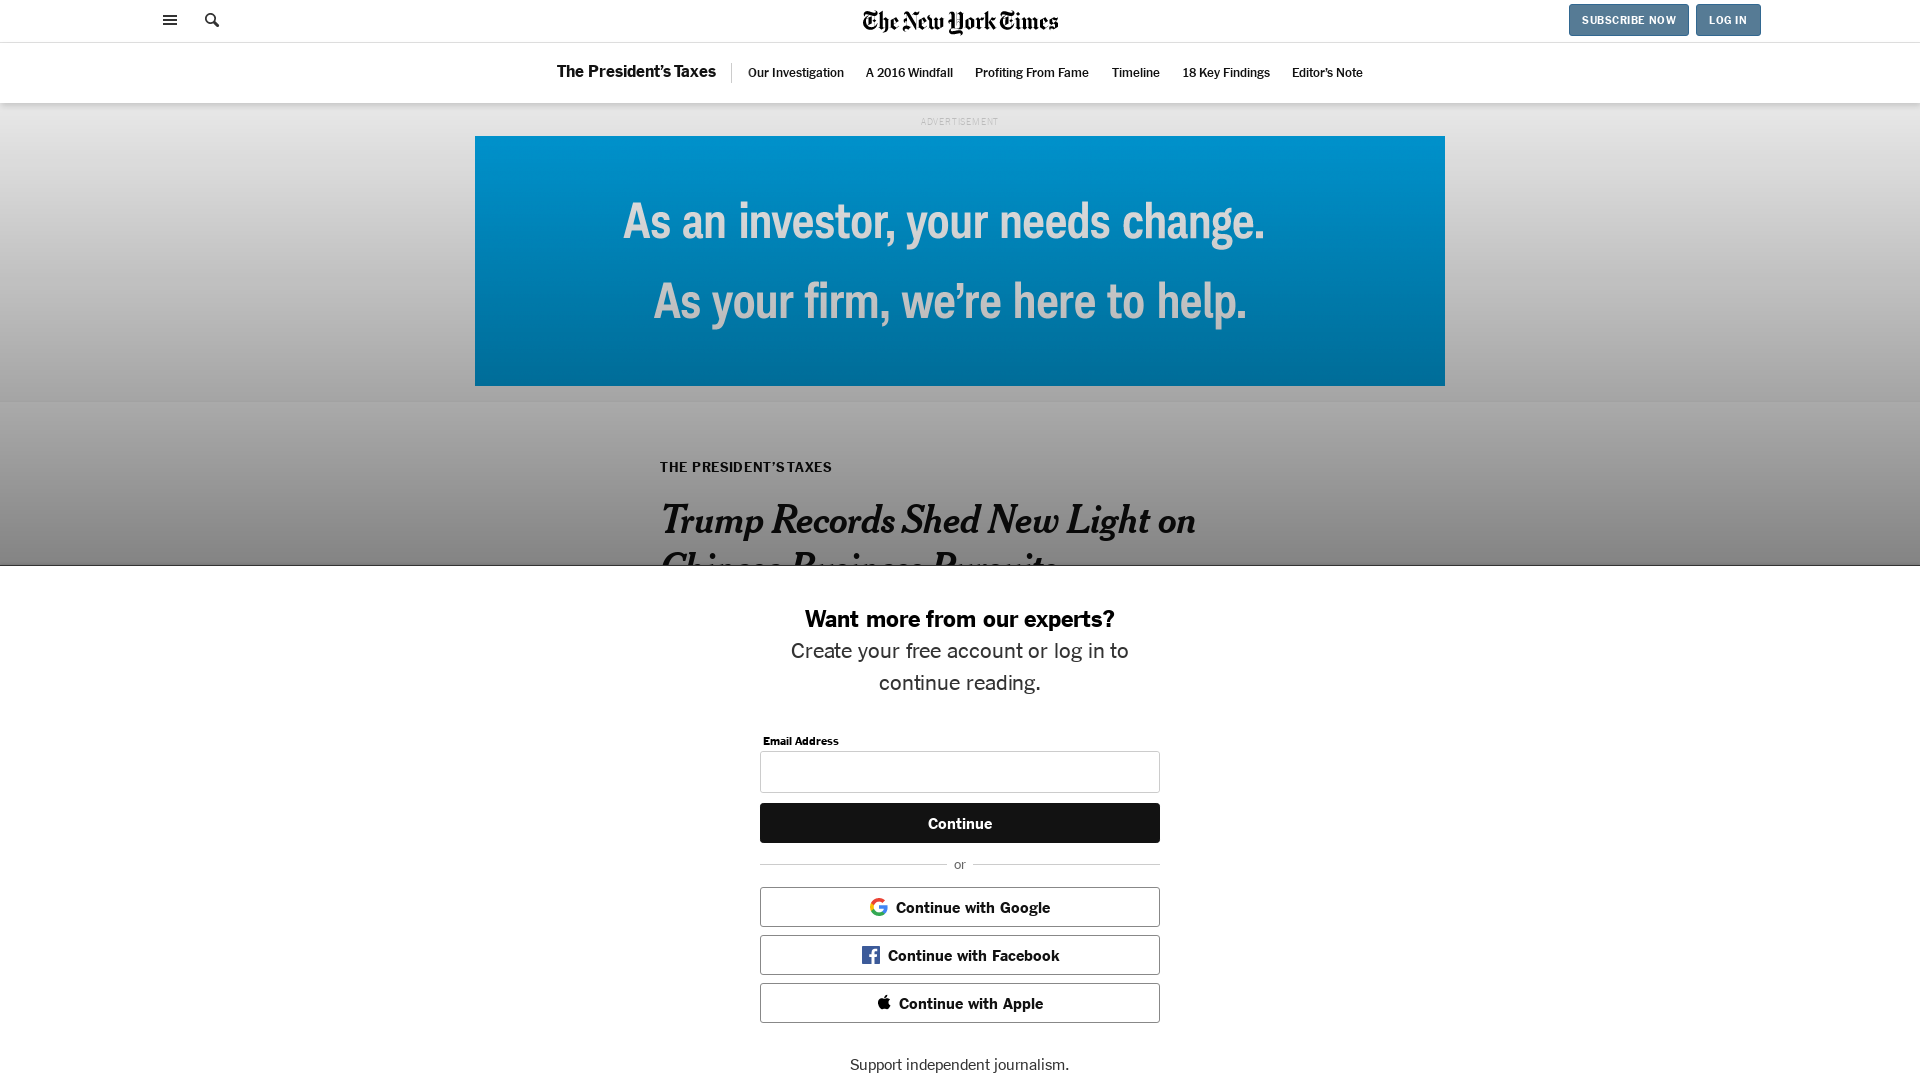 The New York Times
SUBSCRIBE NOW
LOG IN
The President’s Taxes
Our Investigation
A 2016 Windfall
Profiting From Fame
Timeline
18 Key Findings
Editor’s Note
ADVERTISEMENT
As an investor, your needs change.
As your firm, we’re here to help.
THE PRESIDENT’S TAXES
Trump Records Shed New Light on
Chinese Business Pursuits
Want more from our experts?
Create your free account or log in to
continue reading.
Email Address
Continue
or
Continue with Google
Continue with Facebook
Continue with Apple
Support independent journalism.